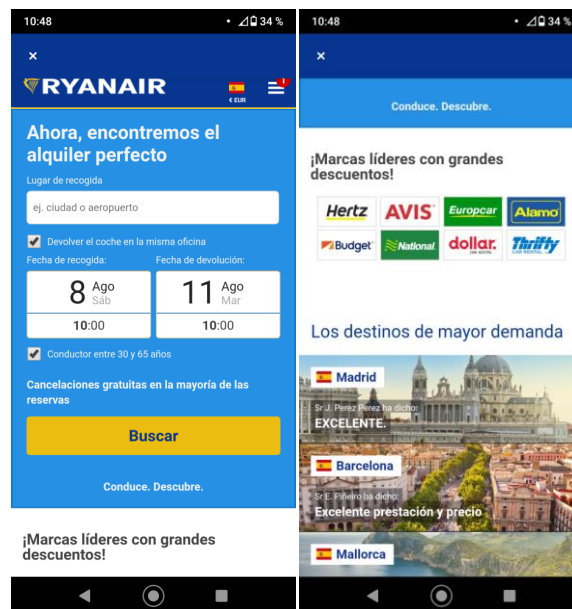 10:48
34 %
×
RYANAIR
€ EUR
1
Ahora, encontremos el
alquiler perfecto
Lugar de recogida
ej. ciudad o aeropuerto
Devolver el coche en la misma oficina
Fecha de recogida:
Fecha de devolución:
8 Ago
Sáb
11 Ago
Mar
10:00
10:00
Conductor entre 30 y 65 años
Cancelaciones gratuitas en la mayoría de las
reservas
Buscar
Conduce. Descubre.
¡Marcas líderes con grandes
descuentos!
10:48
34 %
×
Conduce. Descubre.
¡Marcas líderes con grandes
descuentos!
Hertz AVIS Europcar Alamo
Budget National dollar. Thrifty
CAR RENTAL
CAR RENTAL
Los destinos de mayor demanda
Madrid
Sr J. Perez Perez ha dicho:
EXCELENTE.
Barcelona
Sr E. Piñeiro ha dicho:
Excelente prestación y precio
Mallorca